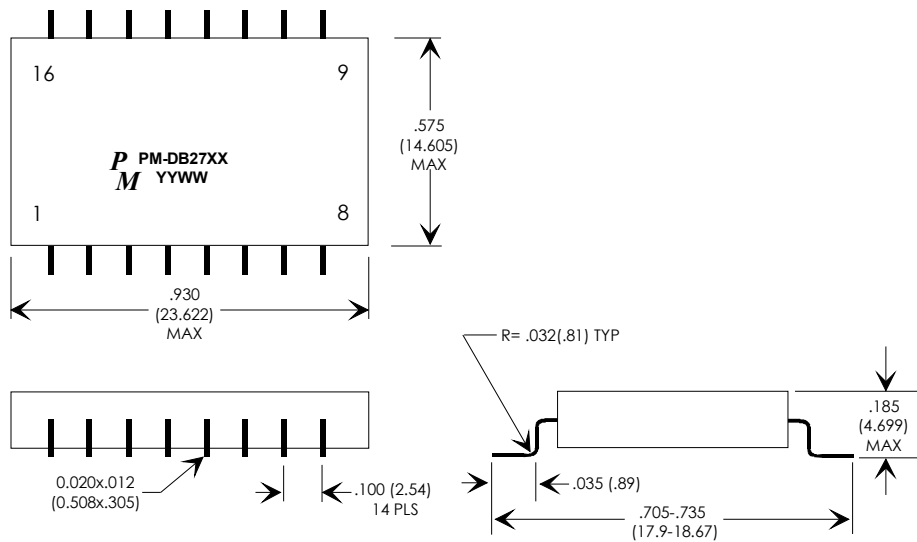 16
9
P PM-DB27XX
M YYWW
1
8
.575
(14.605)
MAX
.930
(23.622)
MAX
R= .032(.81) TYP
.185
(4.699)
MAX
0.020x.012
(0.508x.305)
.100 (2.54)
14 PLS
.035 (.89)
.705-.735
(17.9-18.67)